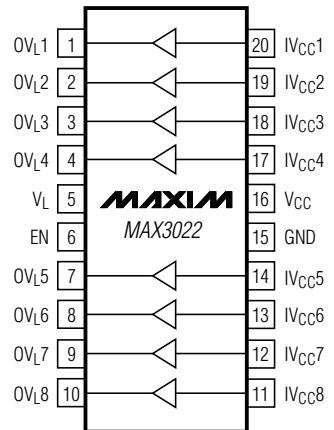 OVL1 1 20 IVCC1
OVL2 2 19 IVCC2
OVL3 3 18 IVCC3
OVL4 4 17 IVCC4
VL 5 MAXIM 16 VCC
EN 6 MAX3022 15 GND
OVL5 7 14 IVCC5
OVL6 8 13 IVCC6
OVL7 9 12 IVCC7
OVL8 10 11 IVCC8